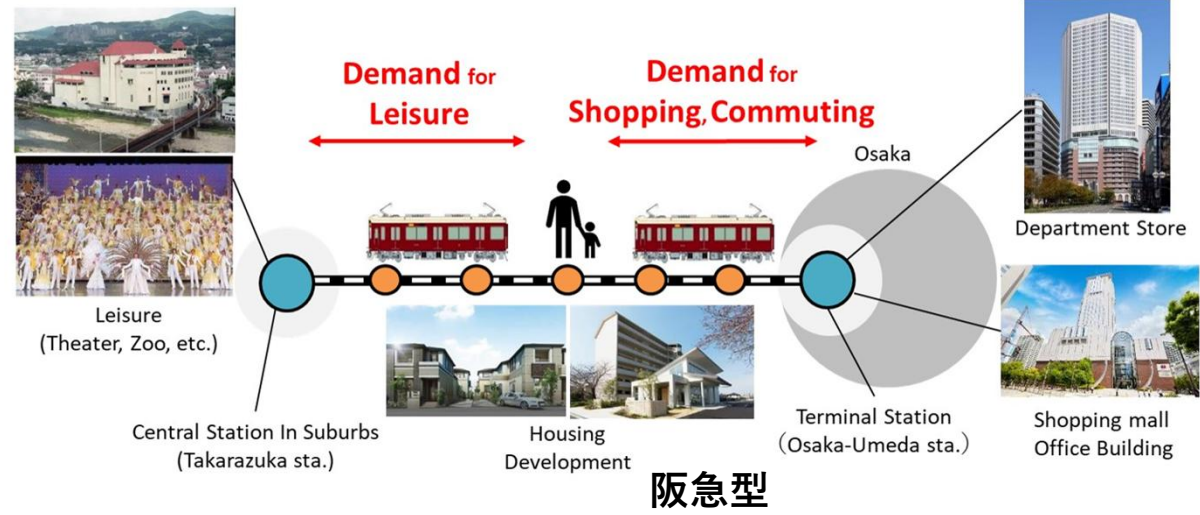 Demand for
Leisure
Demand for
Shopping, Commuting
Osaka
Department Store
Leisure
(Theater, Zoo, etc.)
Central Station In Suburbs
(Takarazuka sta.)
Housing
Development
Terminal Station
（Osaka-Umeda sta.）
Shopping mall
Office Building
阪急型